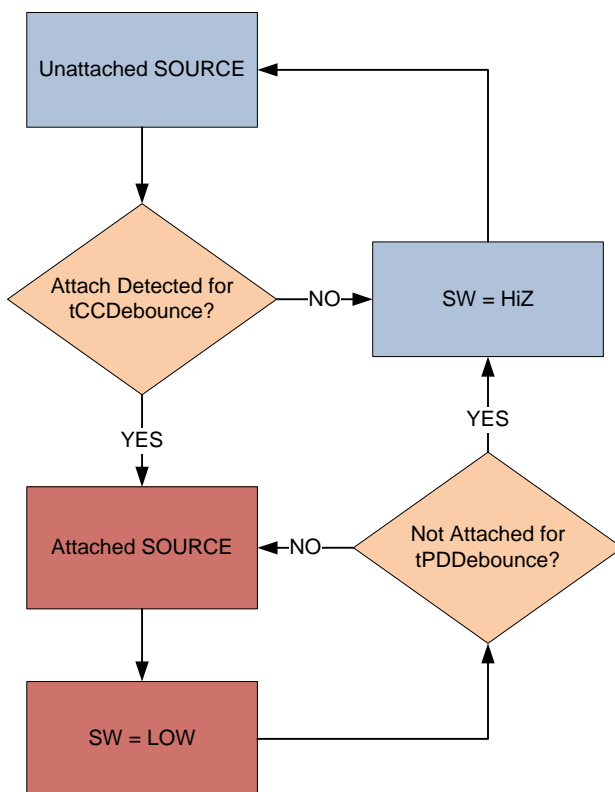 Unattached SOURCE
Attach Detected for
tCCDebounce?
NO
SW = HiZ
YES
YES
Attached SOURCE
NO
Not Attached for
tPDDebounce?
SW = LOW